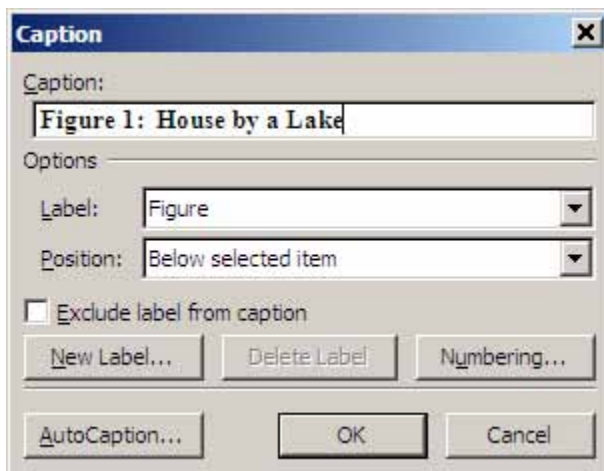 Caption
Caption:
Figure 1: House by a Lake
Options
Label: Figure
Position: Below selected item
Exclude label from caption
New Label... Delete Label Numbering...
AutoCaption... OK Cancel